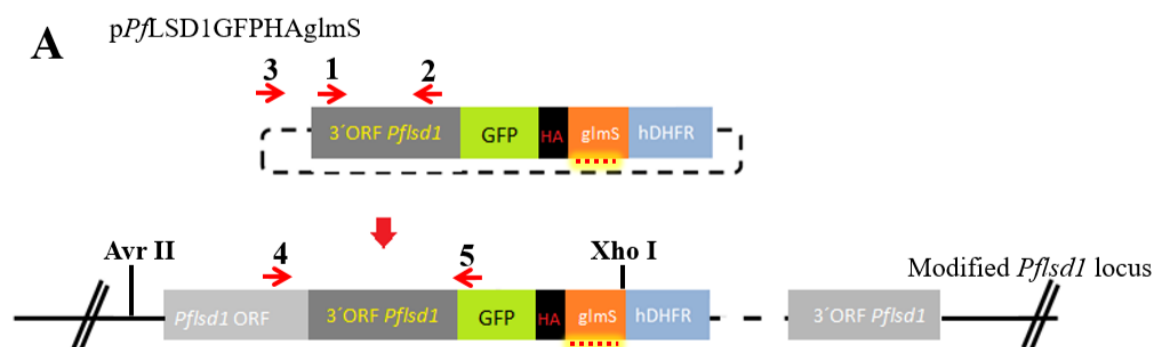 A
pPflSD1GFPHAglmS
3 1 2
3´ORF Pflsd1 GFP HA glmS hDHFR
Avr II 4 5 Xho I
Modified Pflsd1 locus
Pflsd1 ORF 3´ORF Pflsd1 GFP HA glmS hDHFR 3´ORF Pflsd1